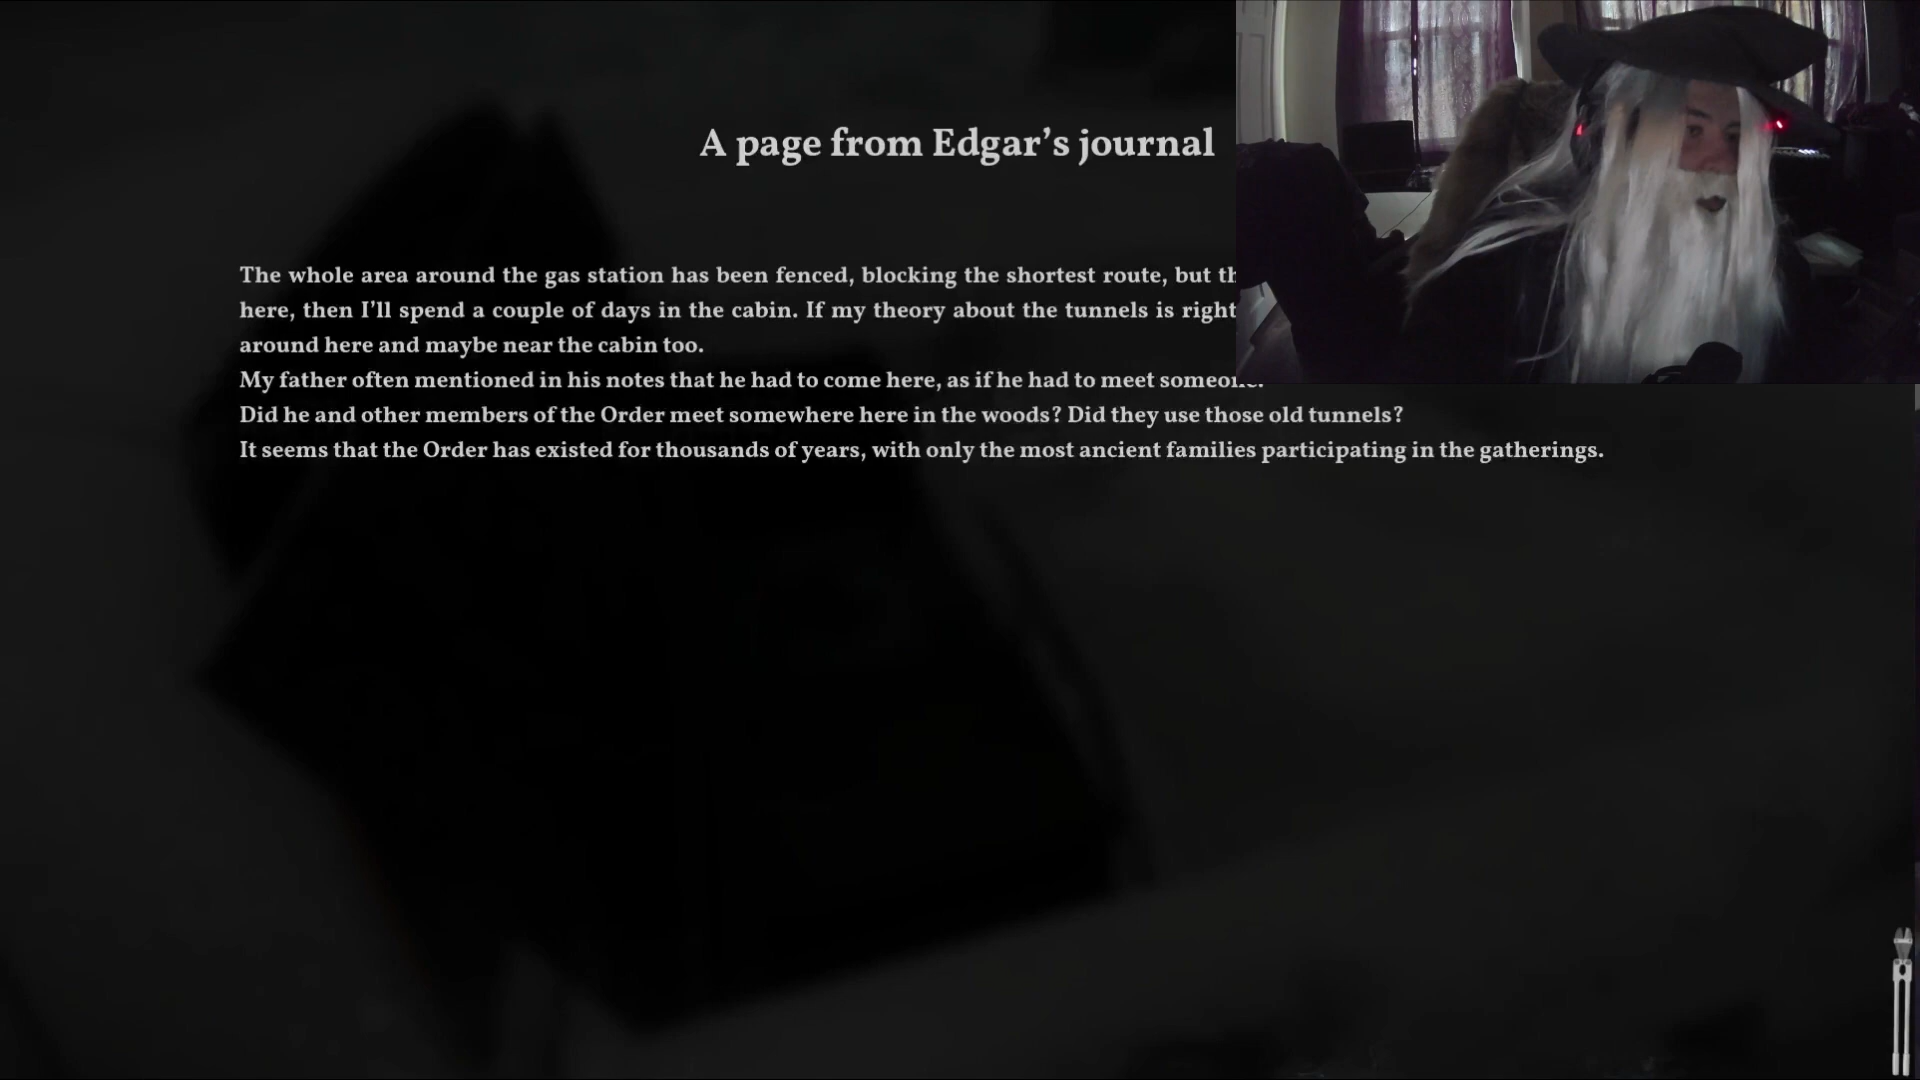 A page from Edgar's journal
The whole area around the gas station has been fenced, blocking the shortest route, but
here, then I'll spend a couple of days in the cabin. If my theory about the tunnels is right
around here and maybe near the cabin too.
My father often mentioned in his notes that he had to come here, as if he had to meet someone.
Did he and other members of the Order meet somewhere here in the woods? Did they use those old tunnels?
It seems that the Order has existed for thousands of years, with only the most ancient families participating in the gatherings.